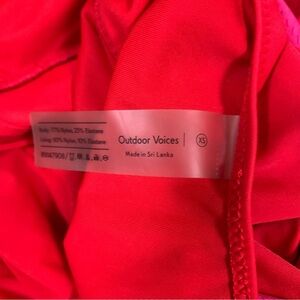 Body: 77% Nylon, 23% Elastane
Lining: 90% Nylon, 10% Elastane
Outdoor Voices | XS
Made in Sri Lanka